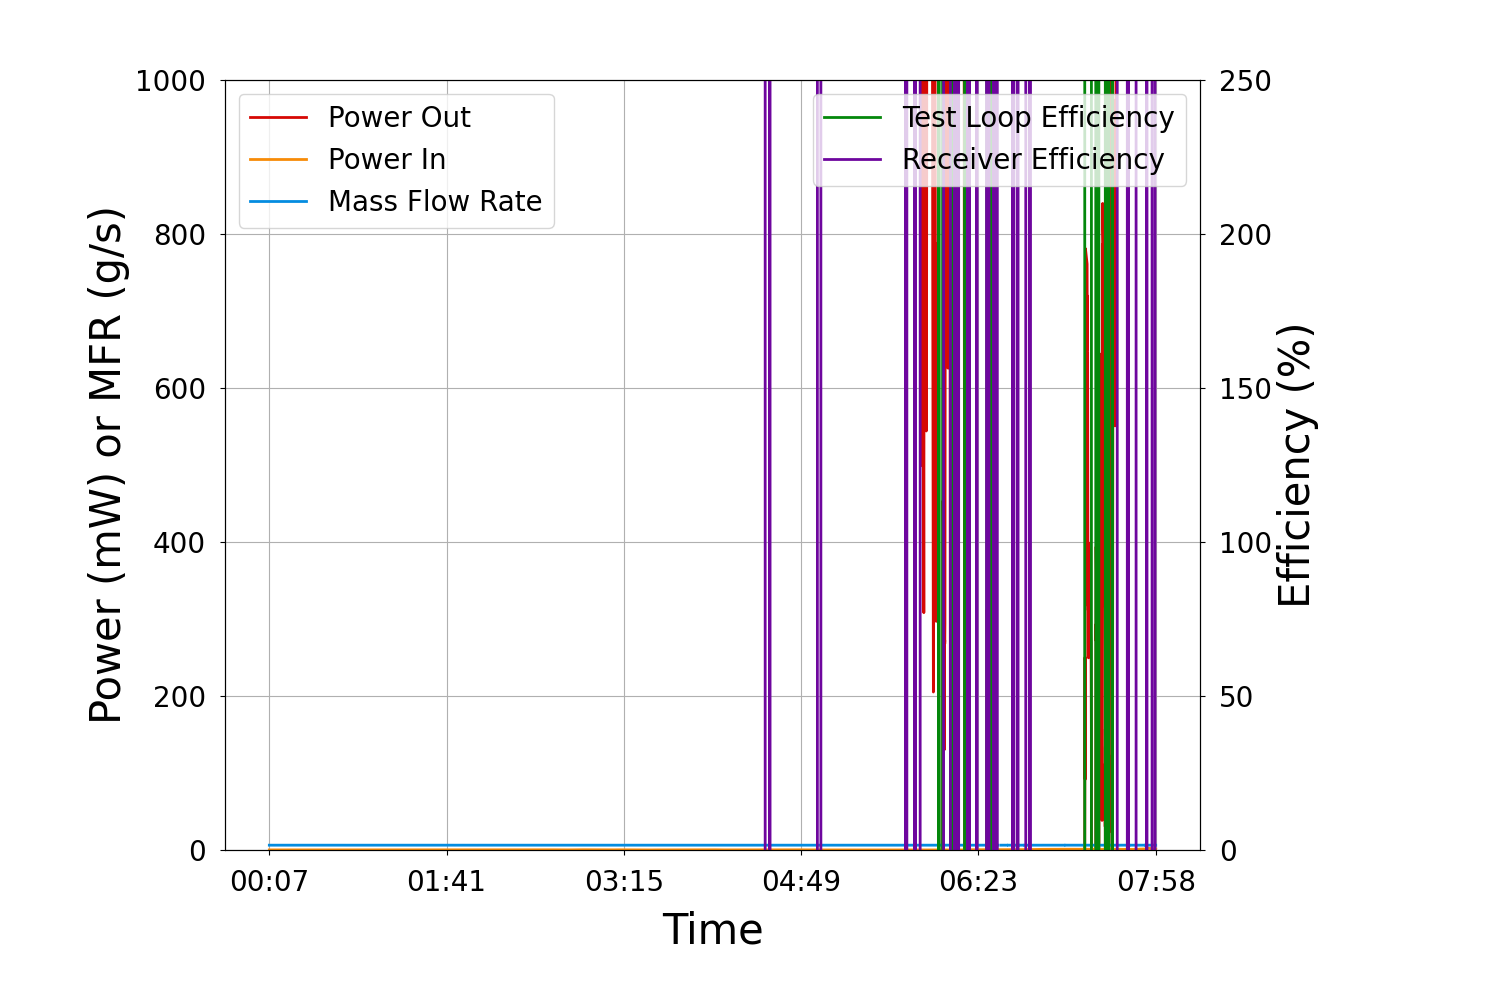 1000
800
600
400
200
0
Power (mW) or MFR (g/s)
Power Out
Power In
Mass Flow Rate
Test Loop Efficiency
Receiver Efficiency
250
200
150
100
50
0
Efficiency (%)
00:07 01:41 03:15 04:49 06:23 07:58
Time